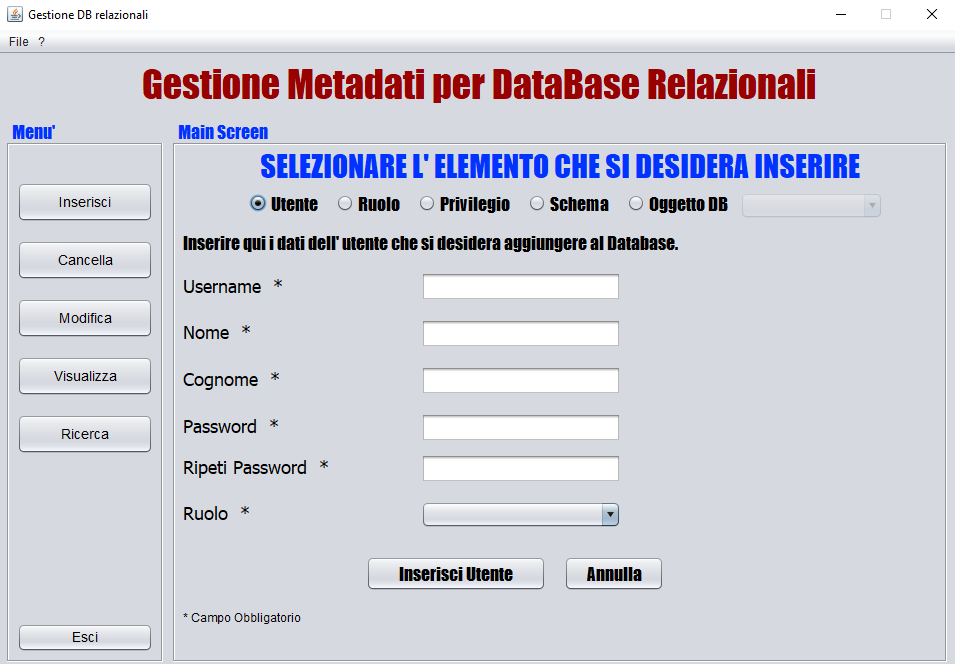 Gestione DB relazionali
File ?
Gestione Metadati per DataBase Relazionali
Menu'
Inserisci
Cancella
Modifica
Visualizza
Ricerca
Esci
Main Screen
SELEZIONARE L' ELEMENTO CHE SI DESIDERA INSERIRE
Utente Ruolo Privilegio Schema Oggetto DB
Inserire qui i dati dell' utente che si desidera aggiungere al Database.
Username *
Nome *
Cognome *
Password *
Ripeti Password *
Ruolo *
Inserisci Utente Annulla
* Campo Obbligatorio